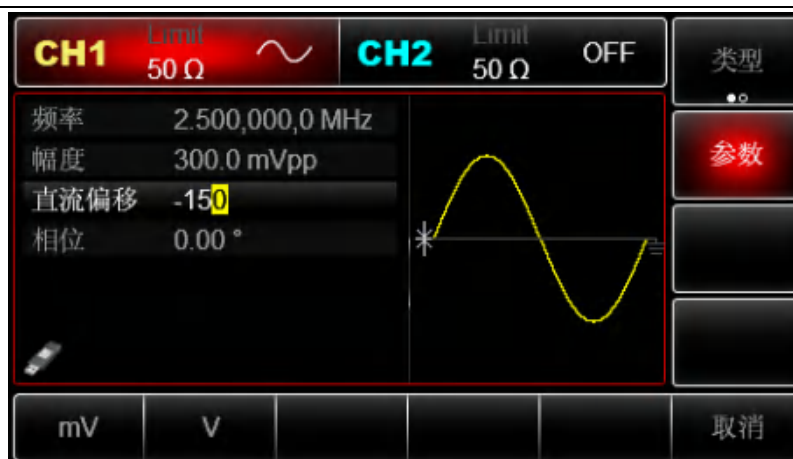 CH1 Limit 50 Ω
CH2 Limit 50 Ω OFF
类型
频率 2.500,000,0 MHz
幅度 300.0 mVpp
直流偏移 -150
相位 0.00 °
参数
mV V 取消